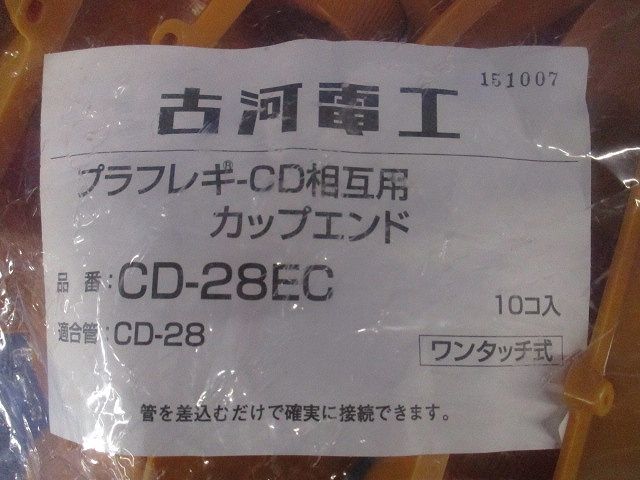 151007
古河電工
プラフレキ®-CD相互用
カップエンド
品番:CD-28EC
10コ入
適合管:CD-28
ワンタッチ式
管を差込むだけで確実に接続できます。